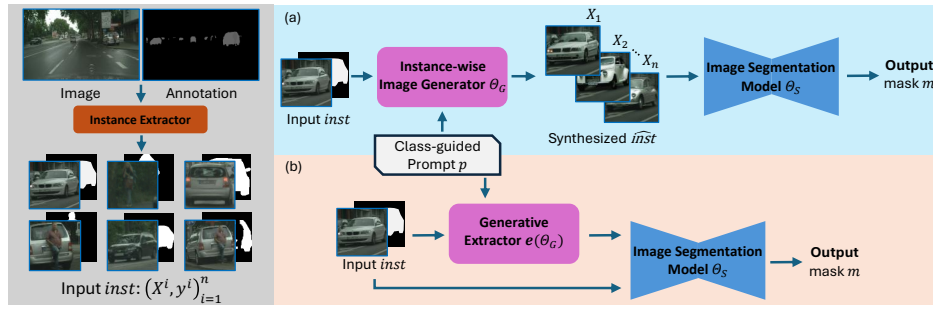 Image
Annotation
Instance Extractor
Input inst: (X^i, y^i)_{i=1}^n
(a)
Input inst
Instance-wise
Image Generator Θ_G
X_1
X_2
⋱
X_n
Synthesized \widehat{inst}
Image Segmentation
Model Θ_S
Output
mask m
Class-guided
Prompt p
(b)
Input inst
Generative
Extractor e(Θ_G)
Image Segmentation
Model Θ_S
Output
mask m